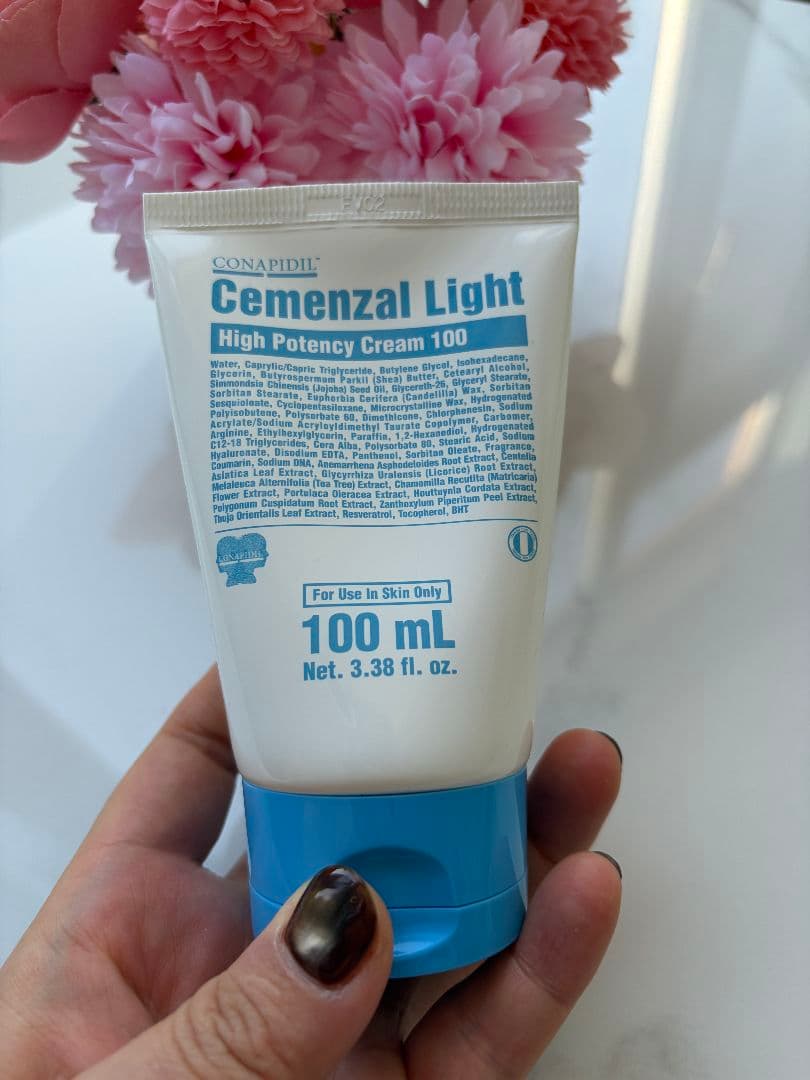 CONAPIDIL™
Cemenzal Light
High Potency Cream 100
Water, Caprylic/Capric Triglyceride, Butylene Glycol, Isohexadecane,
Glycerin, Butyrospermum Parkii (Shea) Butter, Cetearyl Alcohol,
Simmondsia Chinensis (Jojoba) Seed Oil, Glycereth-26, Glyceryl Stearate,
Sorbitan Stearate, Euphorbia Cerifera (Candelilla) Wax, Sorbitan
Sesquioleate, Cyclopentasiloxane, Microcrystalline Wax, Hydrogenated
Polyisobutene, Polysorbate 60, Dimethicone, Chlorphenesin, Sodium
Acrylate/Sodium Acryloyldimethyl Taurate Copolymer, Carbomer,
Arginine, Ethylhexylglycerin, Paraffin, 1,2-Hexanediol, Hydrogenated
C12-18 Triglycerides, Cera Alba, Polysorbate 80, Stearic Acid, Sodium
Hyaluronate, Disodium EDTA, Panthenol, Sorbitan Oleate, Fragrance,
Coumarin, Sodium DNA, Anemarrhena Asphodeloides Root Extract, Centella
Asiatica Leaf Extract, Glycyrrhiza Uralensis (Licorice) Root Extract,
Melaleuca Alternifolia (Tea Tree) Extract, Chamomilla Recutita (Matricaria)
Flower Extract, Portulaca Oleracea Extract, Houttuynia Cordata Extract,
Polygonum Cuspidatum Root Extract, Zanthoxylum Piperitum Peel Extract,
Thuja Orientalis Leaf Extract, Resveratrol, Tocopherol, BHT
CONAPIDIL
For Use In Skin Only
100 mL
Net. 3.38 fl. oz.